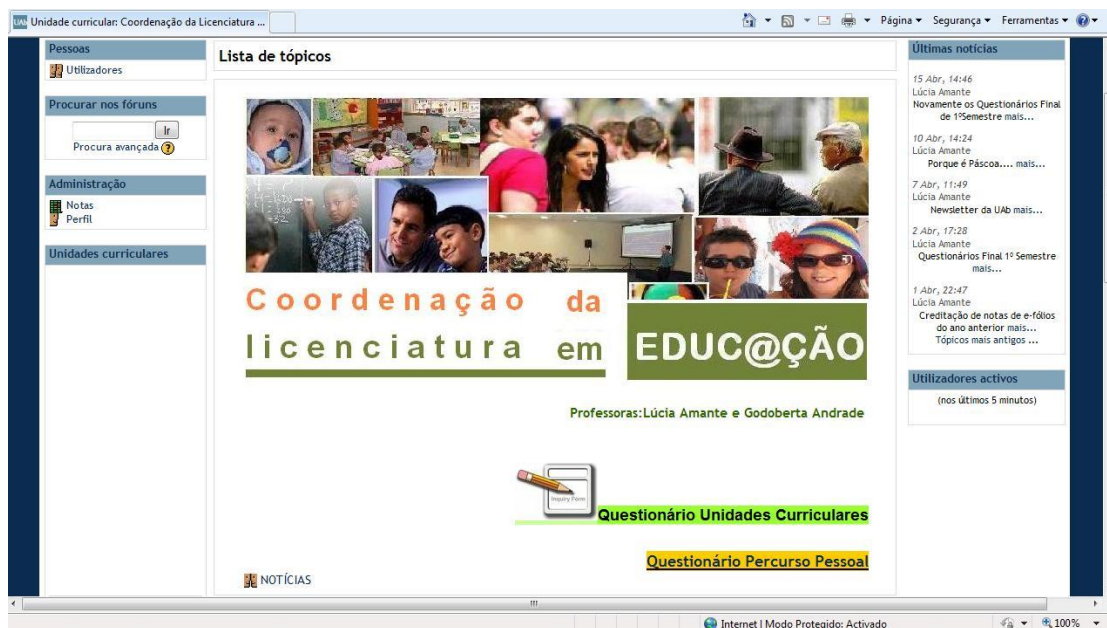 UAb Unidade curricular: Coordenação da Licenciatura ...
Página Segurança Ferramentas
Pessoas
Utilizadores
Procurar nos fóruns
Ir
Procura avançada ?
Administração
Notas
Perfil
Unidades curriculares
Lista de tópicos
Coordenação da
licenciatura em
EDUC@ÇÃO
Professoras:Lúcia Amante e Godoberta Andrade
Inquiry Form
Questionário Unidades Curriculares
Questionário Percurso Pessoal
NOTÍCIAS
Últimas notícias
15 Abr, 14:46
Lúcia Amante
Novamente os Questionários Final
de 1ºSemestre mais...
10 Abr, 14:24
Lúcia Amante
Porque é Páscoa.... mais...
7 Abr, 11:49
Lúcia Amante
Newsletter da UAb mais...
2 Abr, 17:28
Lúcia Amante
Questionários Final 1º Semestre
mais...
1 Abr, 22:47
Lúcia Amante
Creditação de notas de e-fólios
do ano anterior mais...
Tópicos mais antigos ...
Utilizadores activos
(nos últimos 5 minutos)
Internet | Modo Protegido: Activado
100%